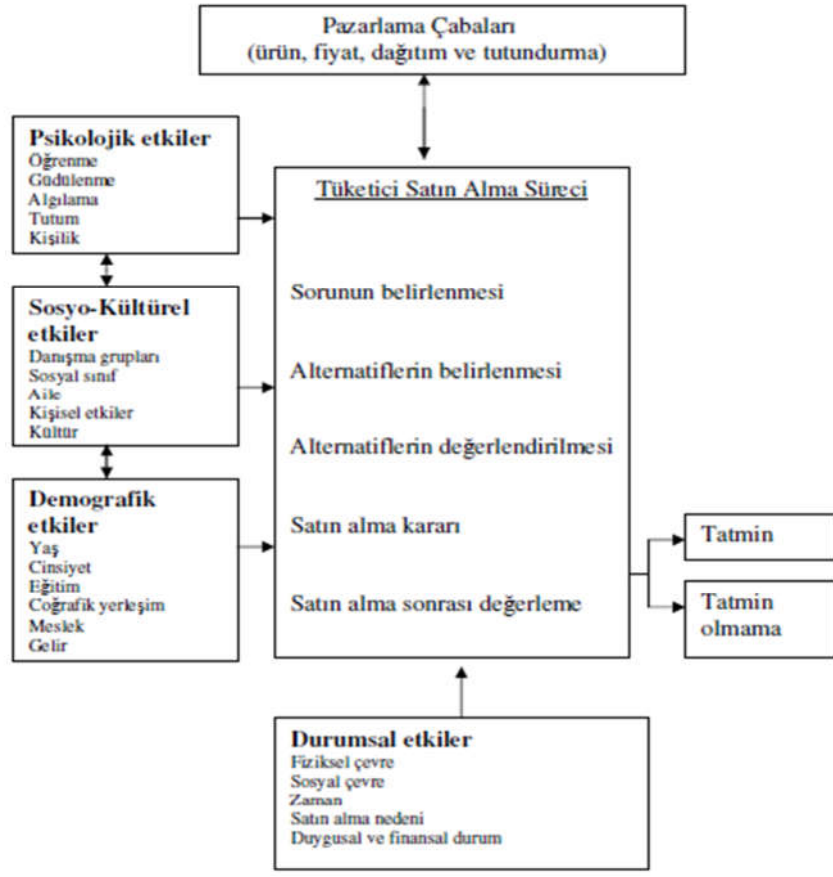 Pazarlama Çabaları
(ürün, fiyat, dağıtım ve tutundurma)
Psikolojik etkiler
Öğrenme
Güdülenme
Algılama
Tutum
Kişilik
Sosyo-Kültürel
etkiler
Danışma grupları
Sosyal sınıf
Aile
Kişisel etkiler
Kültür
Demografik
etkiler
Yaş
Cinsiyet
Eğitim
Coğrafik yerleşim
Meslek
Gelir
Tüketici Satın Alma Süreci
Sorunun belirlenmesi
Alternatiflerin belirlenmesi
Alternatiflerin değerlendirilmesi
Satın alma kararı
Satın alma sonrası değerleme
Tatmin
Tatmin
olmama
Durumsal etkiler
Fiziksel çevre
Sosyal çevre
Zaman
Satın alma nedeni
Duygusal ve finansal durum